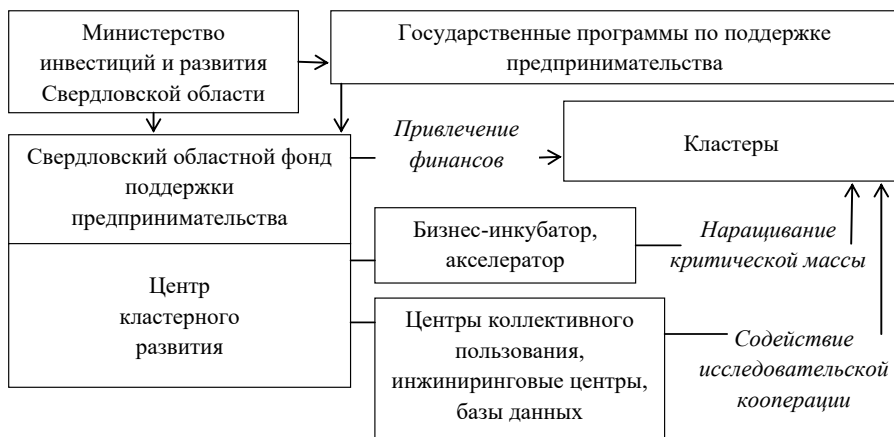 Министерство
инвестиций и развития
Свердловской области
Государственные программы по поддержке
предпринимательства
Свердловский областной фонд
поддержки
предпринимательства
Привлечение
финансов
Кластеры
Бизнес-инкубатор,
акселератор
Наращивание
критической массы
Центр
кластерного
развития
Центры коллективного
пользования,
инжиниринговые центры,
базы данных
Содействие
исследовательской
кооперации